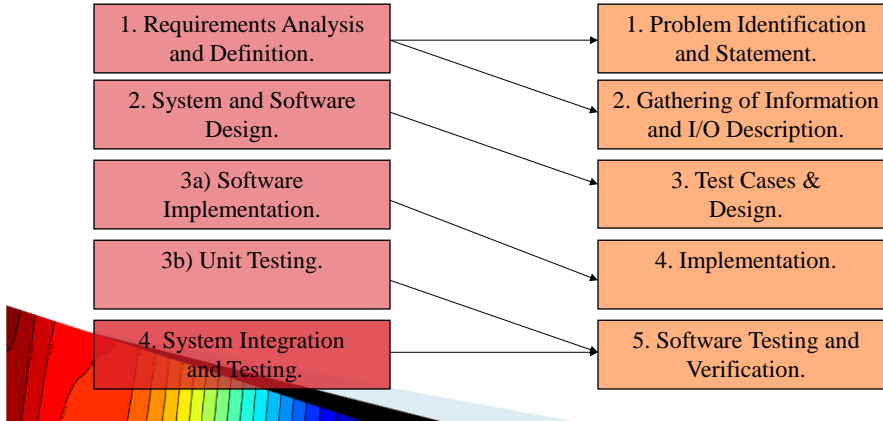 1. Requirements Analysis
and Definition.
1. Problem Identification
and Statement.
2. System and Software
Design.
2. Gathering of Information
and I/O Description.
3a) Software
Implementation.
3. Test Cases &
Design.
3b) Unit Testing.
4. Implementation.
4. System Integration
and Testing.
5. Software Testing and
Verification.